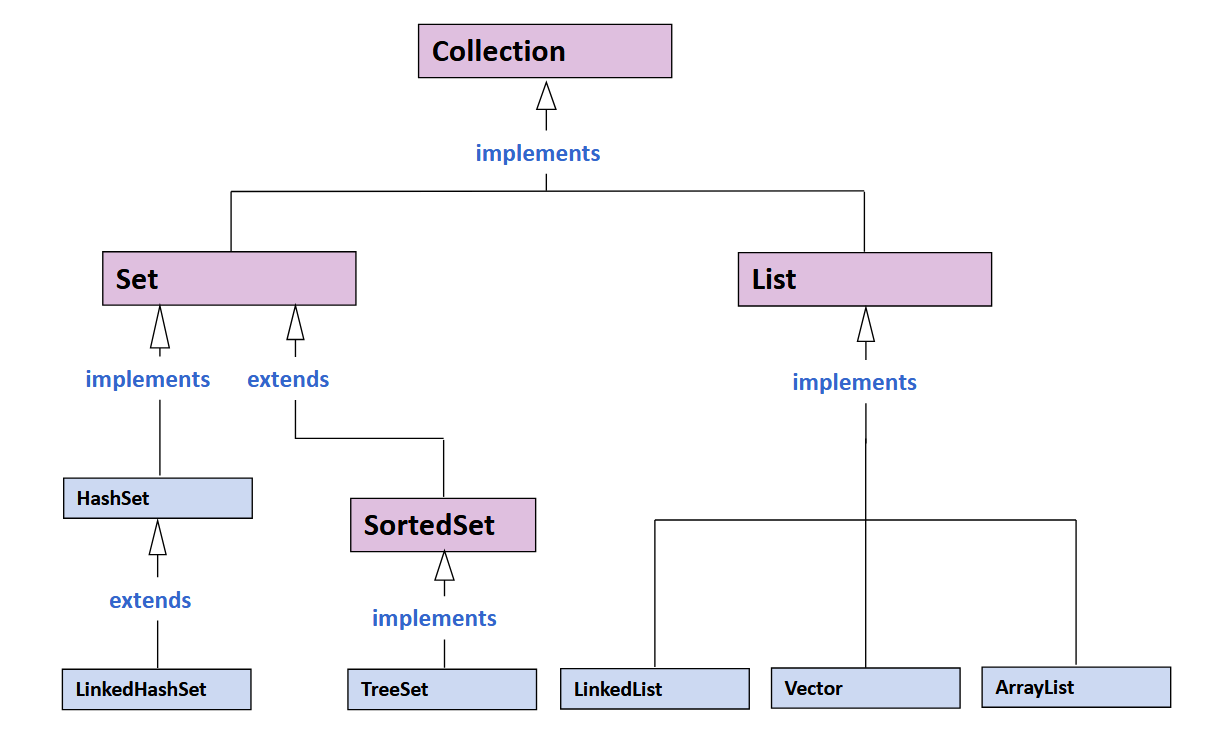 Collection
implements
Set
List
implements
extends
implements
HashSet
SortedSet
extends
implements
LinkedHashSet
TreeSet
LinkedList
Vector
ArrayList